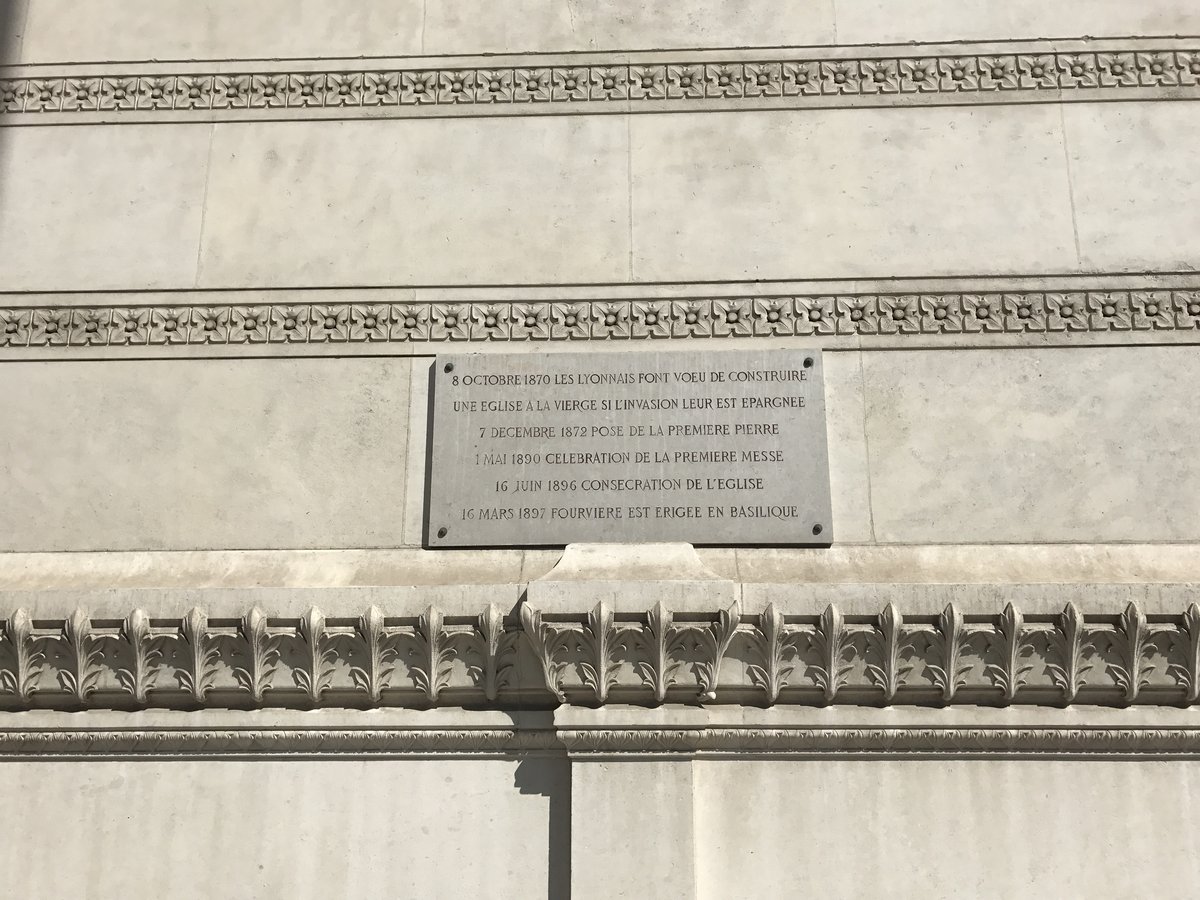 8 OCTOBRE 1870 LES LYONNAIS FONT VOEU DE CONSTRUIRE
UNE EGLISE A LA VIERGE SI L'INVASION LEUR EST EPARGNEE
7 DECEMBRE 1872 POSE DE LA PREMIERE PIERRE
1 MAI 1890 CELEBRATION DE LA PREMIERE MESSE
16 JUIN 1896 CONSECRATION DE L'EGLISE
16 MARS 1897 FOURVIERE EST ERIGEE EN BASILIQUE